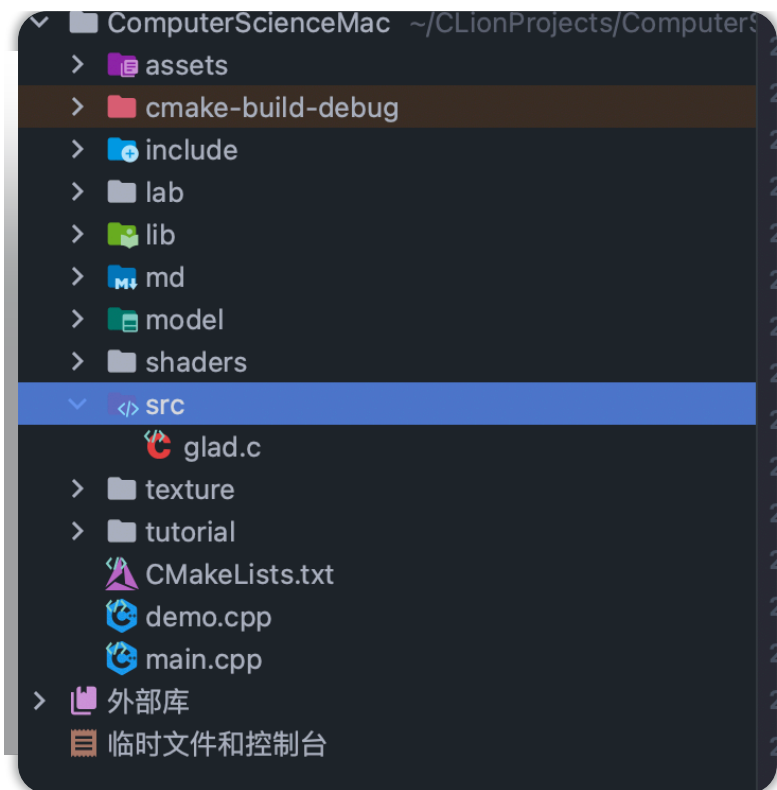 ComputerScienceMac ~/CLionProjects/Computer
assets
cmake-build-debug
include
lab
lib
md
model
shaders
src
glad.c
texture
tutorial
CMakeLists.txt
demo.cpp
main.cpp
外部库
临时文件和控制台